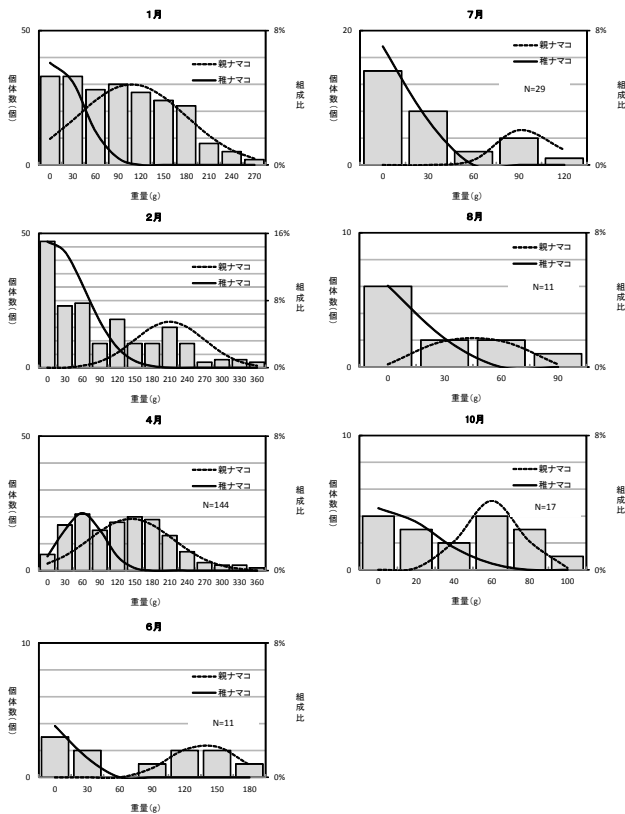 1月
50
0
8%
0%
個体数(個)
組成比
親ナマコ
稚ナマコ
0 30 60 90 120 150 180 210 240 270
重量(g)
2月
50
0
16%
8%
0%
個体数(個)
組成比
親ナマコ
稚ナマコ
0 30 60 90 120 150 180 210 240 270 300 330 360
重量(g)
4月
50
0
8%
0%
個体数(個)
組成比
親ナマコ
稚ナマコ
N=144
0 30 60 90 120 150 180 210 240 270 300 330 360
重量(g)
6月
10
0
8%
0%
個体数(個)
組成比
親ナマコ
稚ナマコ
N=11
0 30 60 90 120 150 180
重量(g)
7月
20
0
8%
0%
個体数(個)
組成比
親ナマコ
稚ナマコ
N=29
0 30 60 90 120
重量(g)
8月
10
0
8%
0%
個体数(個)
組成比
親ナマコ
稚ナマコ
N=11
0 30 60 90
重量(g)
10月
10
0
8%
0%
個体数(個)
組成比
親ナマコ
稚ナマコ
N=17
0 20 40 60 80 100
重量(g)